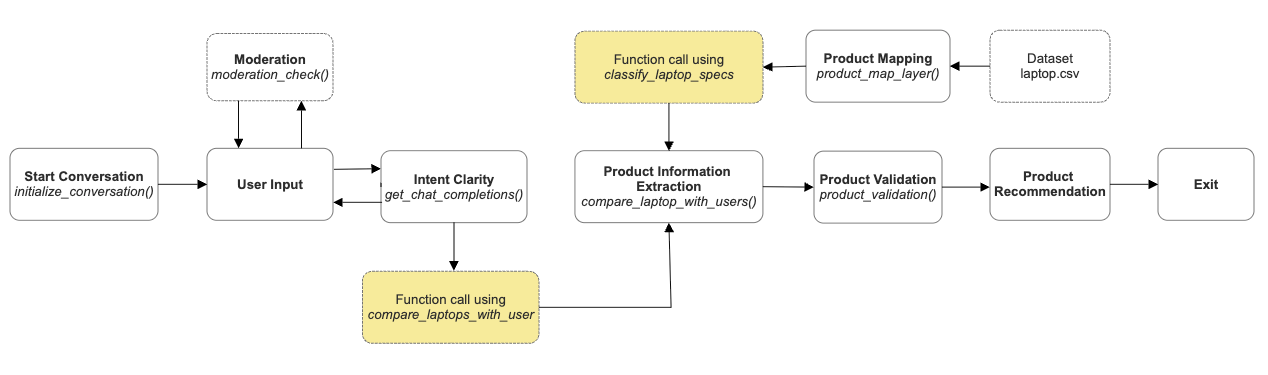 Moderation
moderation_check()
Function call using
classify_laptop_specs
Product Mapping
product_map_layer()
Dataset
laptop.csv
Start Conversation
initialize_conversation()
User Input
Intent Clarity
get_chat_completions()
Product Information
Extraction
compare_laptop_with_users()
Product Validation
product_validation()
Product
Recommendation
Exit
Function call using
compare_laptops_with_user